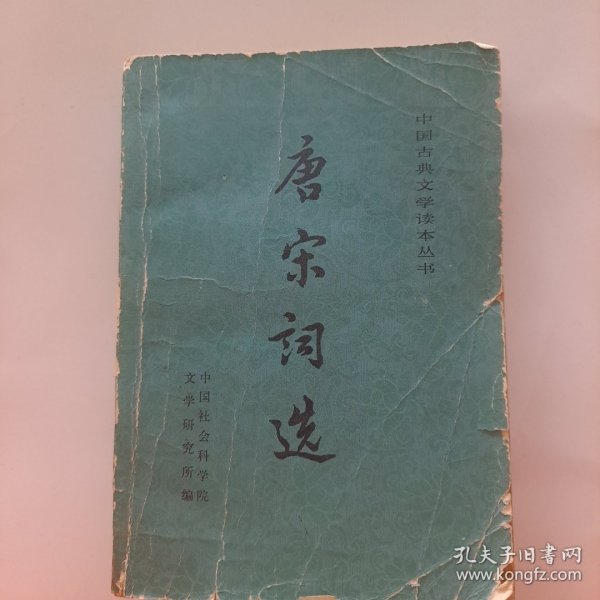 中国古典文学读本丛书
唐宋詞选
中国社会科学院
文学研究所编
孔夫子旧书网
www.kongfz.com